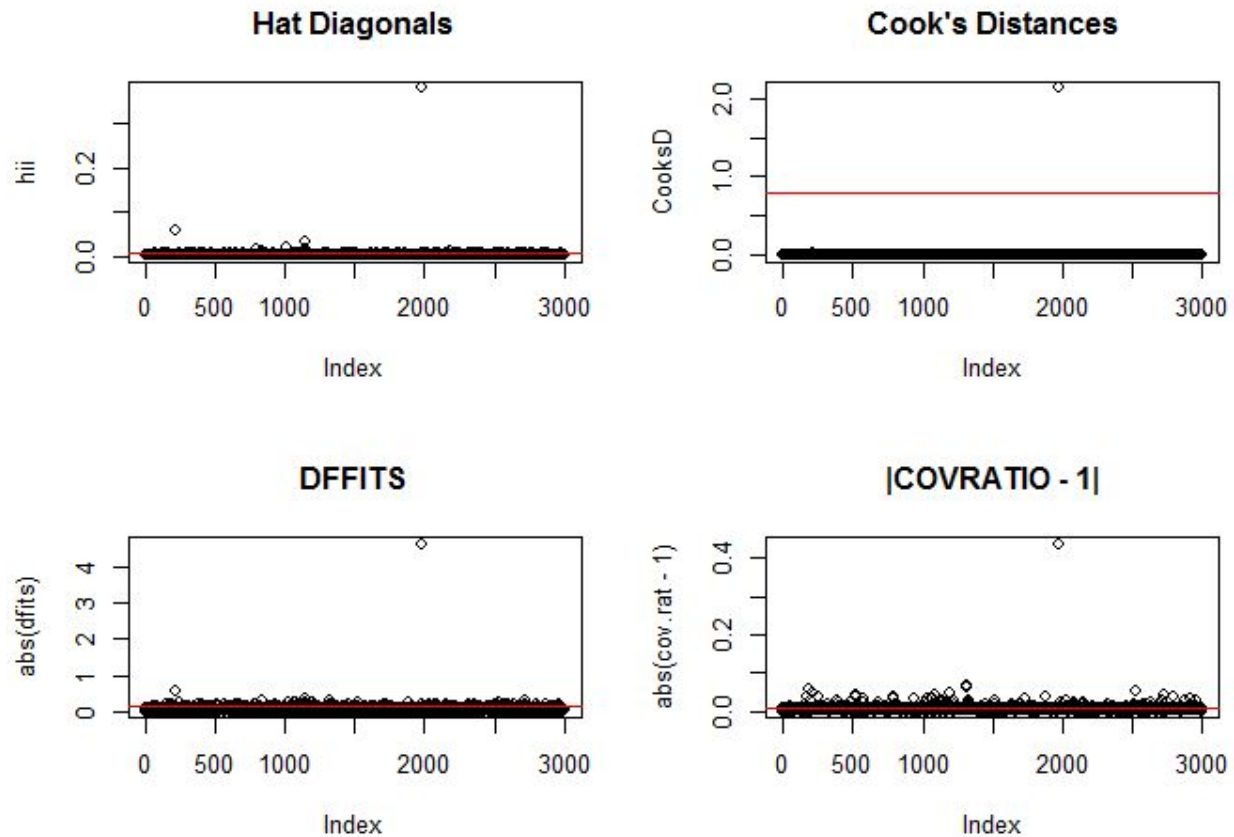 Hat Diagonals
hii
0.0
0.2
0
500
1000
2000
3000
Index
Cook's Distances
CooksD
0.0
1.0
2.0
0
500
1000
2000
3000
Index
DFFITS
abs(dfits)
0
1
2
3
4
0
500
1000
2000
3000
Index
|COVRATIO - 1|
abs(cov.rat - 1)
0.0
0.2
0.4
0
500
1000
2000
3000
Index